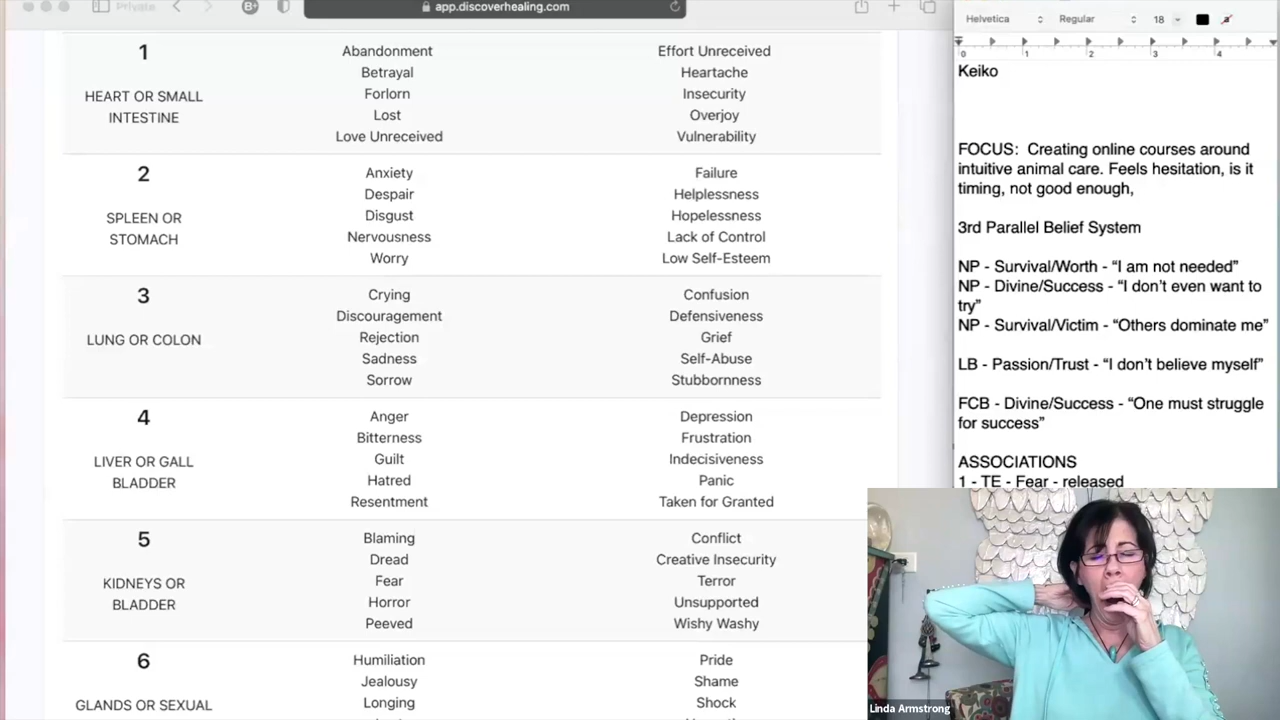 Private
B+
app.discoverhealing.com
1
HEART OR SMALL
INTESTINE
Abandonment
Betrayal
Forlorn
Lost
Love Unreceived
Effort Unreceived
Heartache
Insecurity
Overjoy
Vulnerability
2
SPLEEN OR
STOMACH
Anxiety
Despair
Disgust
Nervousness
Worry
Failure
Helplessness
Hopelessness
Lack of Control
Low Self-Esteem
3
LUNG OR COLON
Crying
Discouragement
Rejection
Sadness
Sorrow
Confusion
Defensiveness
Grief
Self-Abuse
Stubbornness
4
LIVER OR GALL
BLADDER
Anger
Bitterness
Guilt
Hatred
Resentment
Depression
Frustration
Indecisiveness
Panic
Taken for Granted
5
KIDNEYS OR
BLADDER
Blaming
Dread
Fear
Horror
Peeved
Conflict
Creative Insecurity
Terror
Unsupported
Wishy Washy
6
GLANDS OR SEXUAL
Humiliation
Jealousy
Longing
Pride
Shame
Shock
Helvetica
Regular
18
a
0 1 2 3 4
Keiko
FOCUS: Creating online courses around
intuitive animal care. Feels hesitation, is it
timing, not good enough,
3rd Parallel Belief System
NP - Survival/Worth - “I am not needed”
NP - Divine/Success - “I don’t even want to
try”
NP - Survival/Victim - “Others dominate me”
LB - Passion/Trust - “I don’t believe myself”
FCB - Divine/Success - “One must struggle
for success”
ASSOCIATIONS
1 - TE - Fear - released
Linda Armstrong